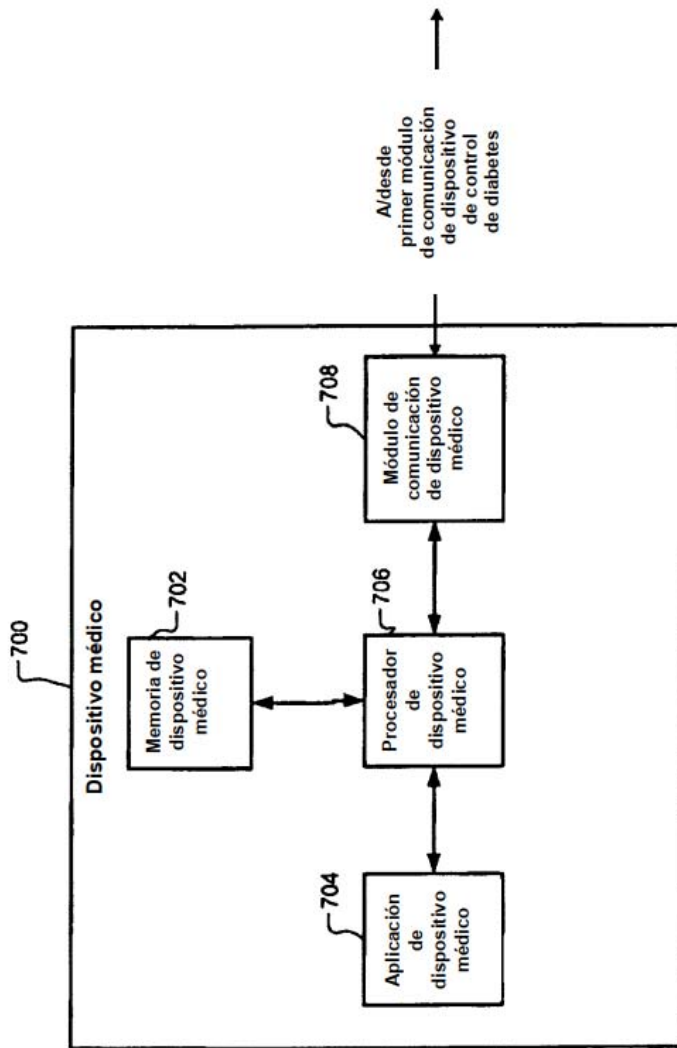 700
Dispositivo médico
702
Memoria de
dispositivo
médico
704
Aplicación
de
dispositivo
médico
706
Procesador
de
dispositivo
médico
708
Módulo de
comunicación
de dispositivo
médico
A/desde
primer módulo
de comunicación
de dispositivo
de control
de diabetes